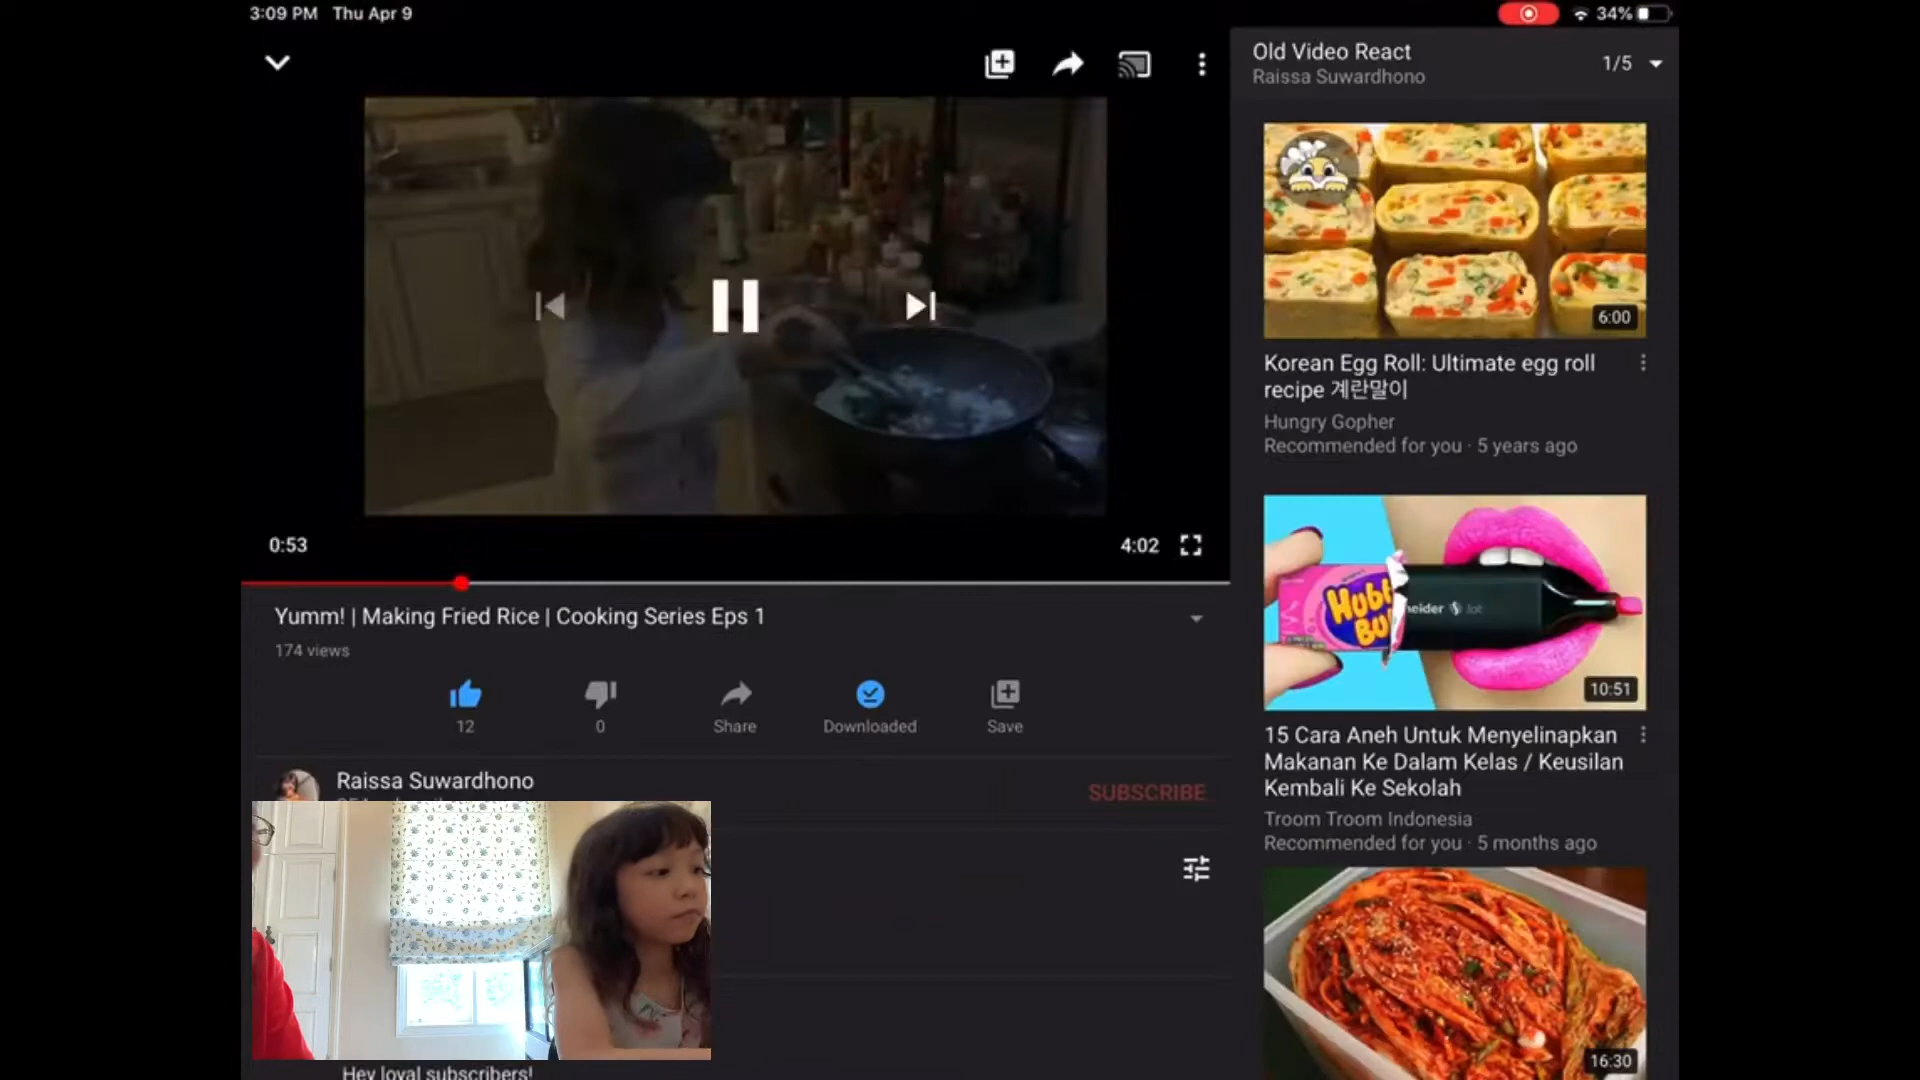 3:09 PM Thu Apr 9
34%
Old Video React
Raissa Suwardhono
1/5
6:00
Korean Egg Roll: Ultimate egg roll
recipe 계란말이
Hungry Gopher
Recommended for you · 5 years ago
0:53
4:02
Yumm! | Making Fried Rice | Cooking Series Eps 1
174 views
12
0
Share
Downloaded
Save
Raissa Suwardhono
SUBSCRIBE
Hey loyal subscribers!
10:51
15 Cara Aneh Untuk Menyelinapkan
Makanan Ke Dalam Kelas / Keusilan
Kembali Ke Sekolah
Troom Troom Indonesia
Recommended for you · 5 months ago
16:30